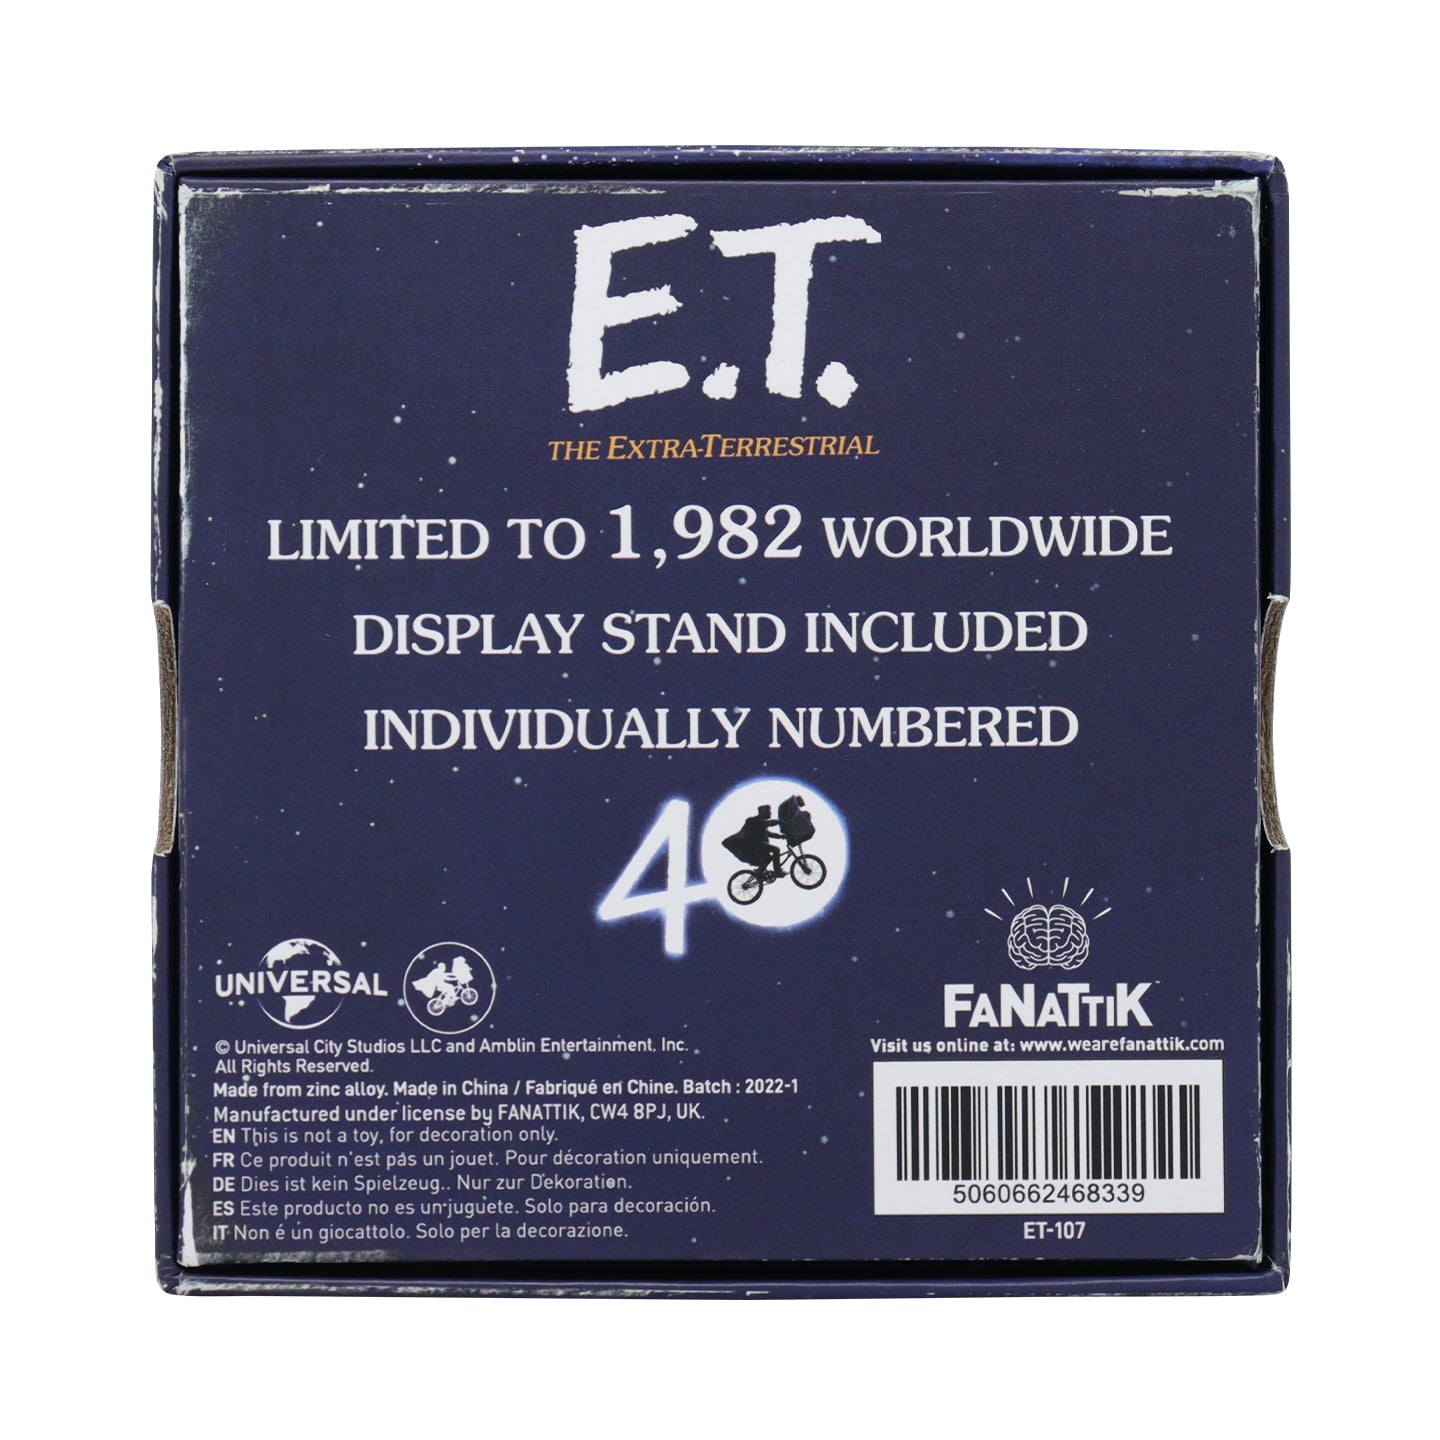 E.T.
THE EXTRA-TERRESTRIAL
LIMITED TO 1,982 WORLDWIDE
DISPLAY STAND INCLUDED
INDIVIDUALLY NUMBERED
40
UNIVERSAL
© Universal City Studios LLC and Amblin Entertainment, Inc.
All Rights Reserved.
Made from zinc alloy. Made in China / Fabriqué en Chine. Batch : 2022-1
Manufactured under license by FANATTIK, CW4 8PJ, UK.
EN This is not a toy, for decoration only.
FR Ce produit n'est pas un jouet. Pour décoration uniquement.
DE Dies ist kein Spielzeug.. Nur zur Dekoration.
ES Este producto no es un juguete. Solo para decoración.
IT Non é un giocattolo. Solo per la decorazione.
FANATTIK
Visit us online at: www.wearefanattik.com
5060662468339
ET-107